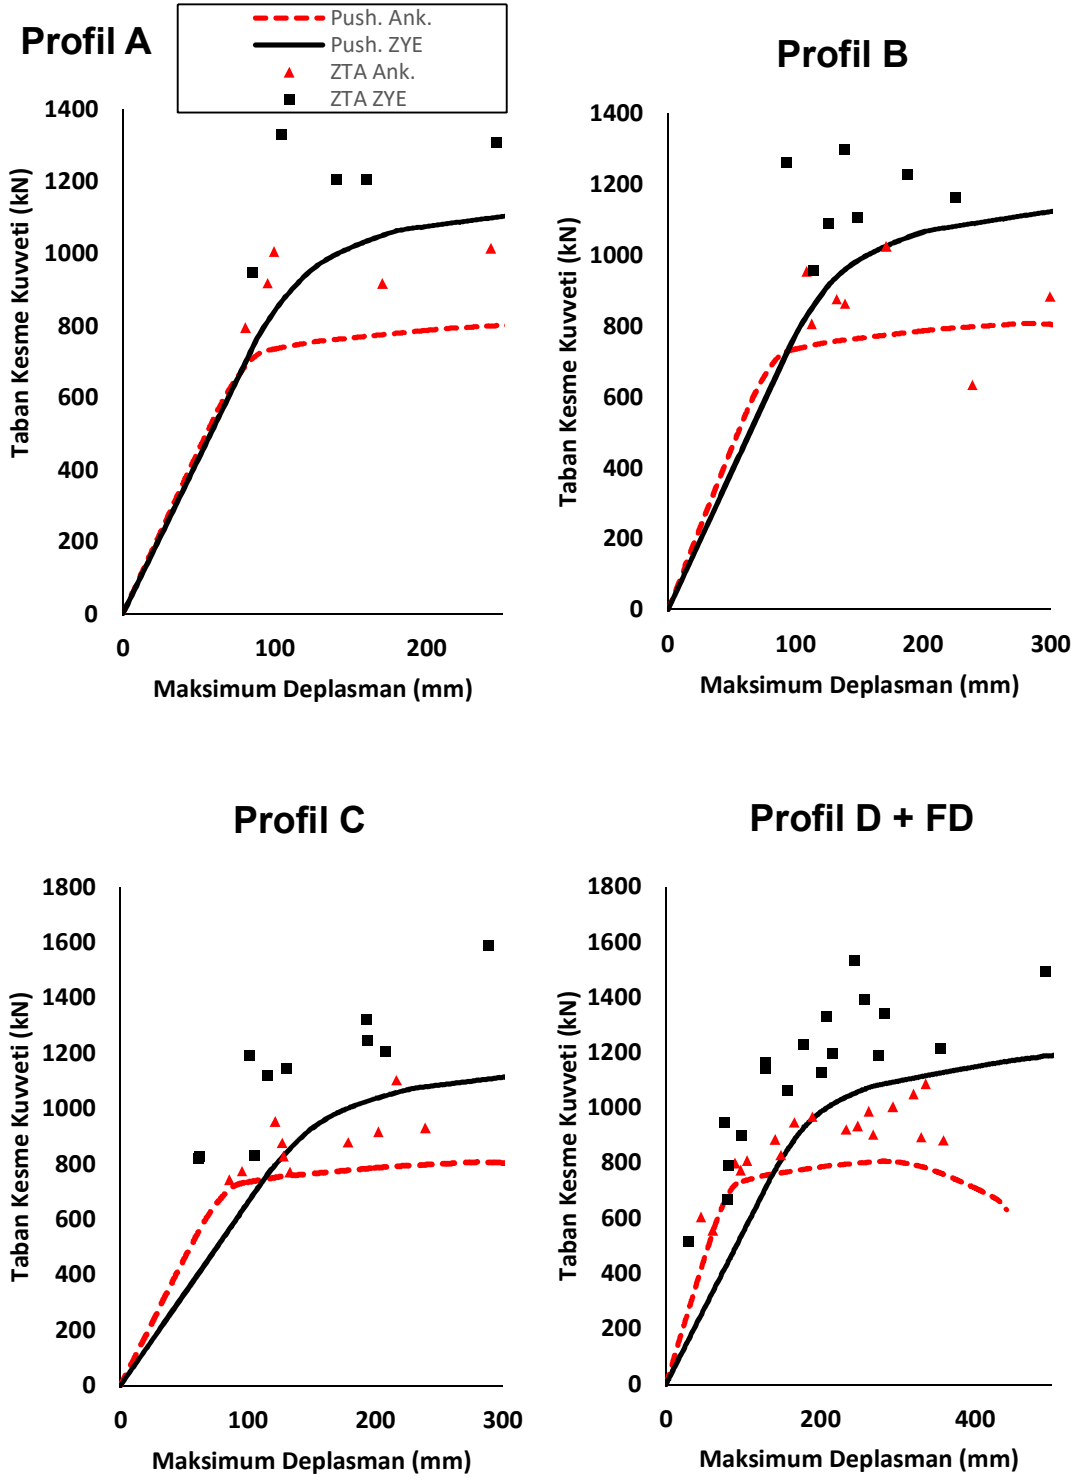 Profil A
Push. Ank.
Push. ZYE
ZTA Ank.
ZTA ZYE
Taban Kesme Kuvveti (kN)
1400
1200
1000
800
600
400
200
0
0 100 200
Maksimum Deplasman (mm)
Profil B
Taban Kesme Kuvveti (kN)
1400
1200
1000
800
600
400
200
0
0 100 200 300
Maksimum Deplasman (mm)
Profil C
Taban Kesme Kuvveti (kN)
1800
1600
1400
1200
1000
800
600
400
200
0
0 100 200 300
Maksimum Deplasman (mm)
Profil D + FD
Taban Kesme Kuvveti (kN)
1800
1600
1400
1200
1000
800
600
400
200
0
0 200 400
Maksimum Deplasman (mm)